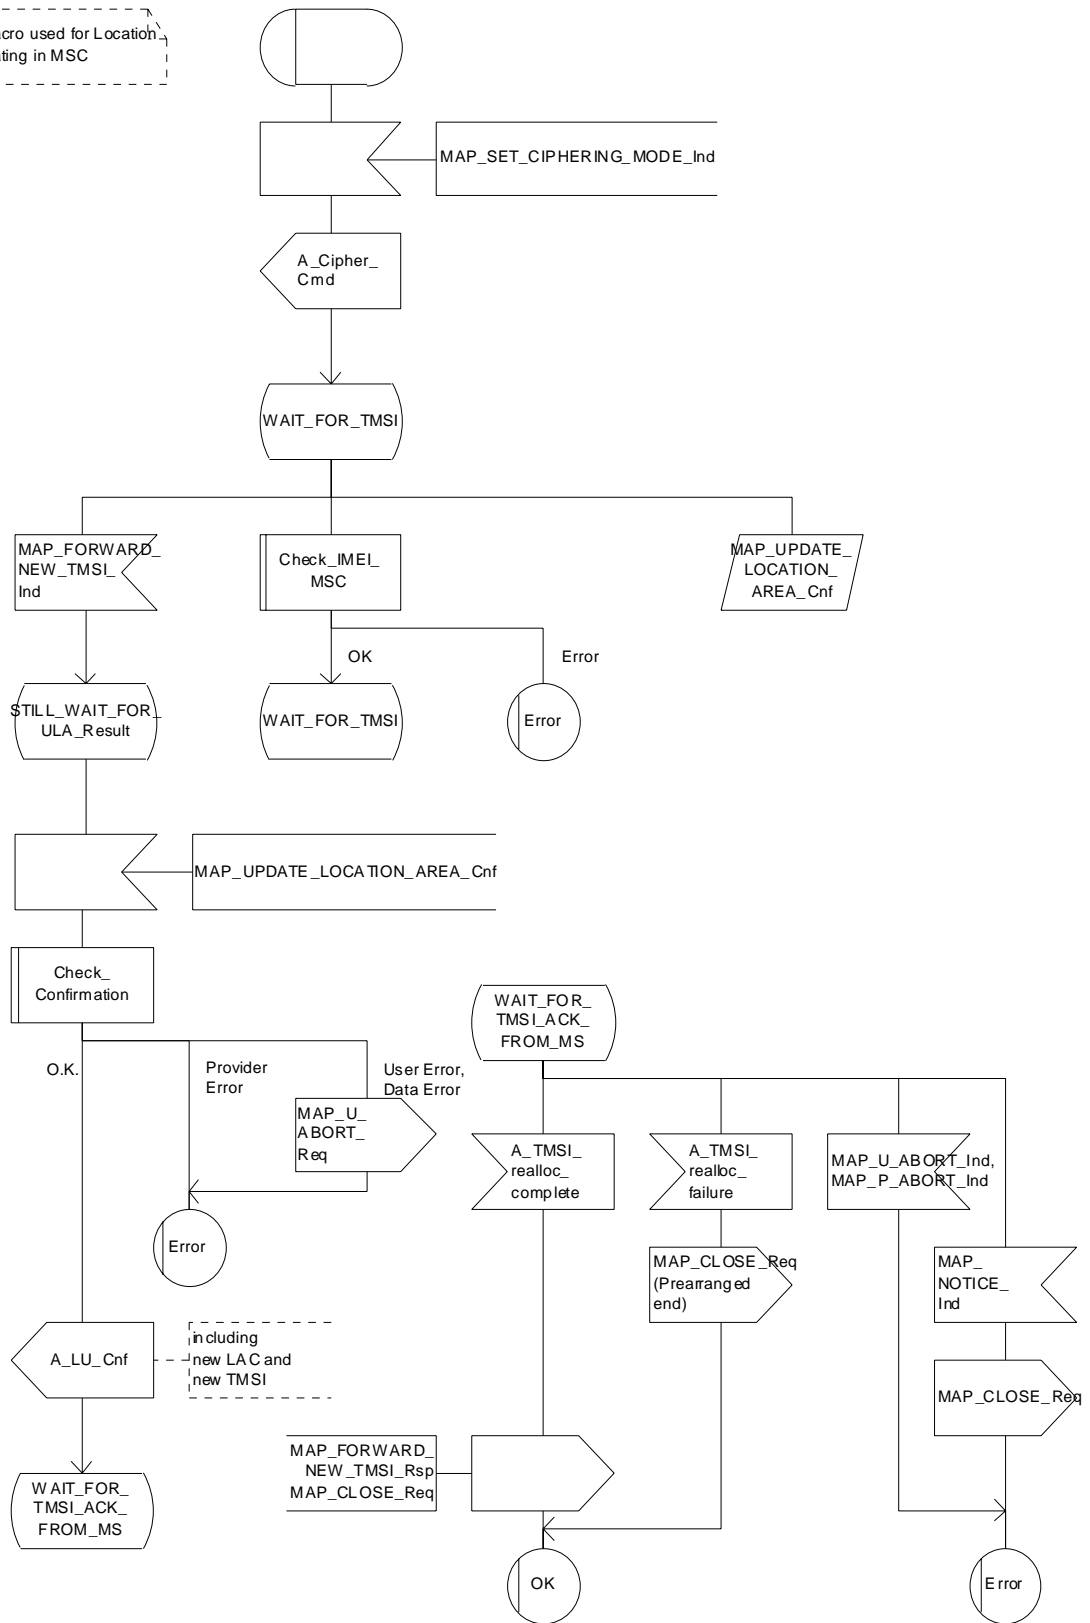 cro used for Location
ting in MSC
MAP_SET_CIPHERING_MODE_Ind
A_Cipher_
Cmd
WAIT_FOR_TMSI
MAP_FORWARD_
NEW_TMSI_
Ind
Check_IMEI_
MSC
MAP_UPDATE_
LOCATION_
AREA_Cnf
OK
Error
STILL_WAIT_FOR_
ULA_Result
WAIT_FOR_TMSI
Error
MAP_UPDATE_LOCATION_AREA_Cnf
Check_
Confirmation
O.K.
Provider
Error
User Error,
Data Error
MAP_U_
ABORT_
Req
Error
A_LU_Cnf
including
new LAC and
new TMSI
WAIT_FOR_
TMSI_ACK_
FROM_MS
WAIT_FOR_
TMSI_ACK_
FROM_MS
A_TMSI_
realloc_
complete
A_TMSI_
realloc_
failure
MAP_U_ABORT_Ind,
MAP_P_ABORT_Ind
MAP_CLOSE_Req
(Prearranged
end)
MAP_
NOTICE_
Ind
MAP_CLOSE_Req
MAP_FORWARD_
NEW_TMSI_Rsp
MAP_CLOSE_Req
OK
Error